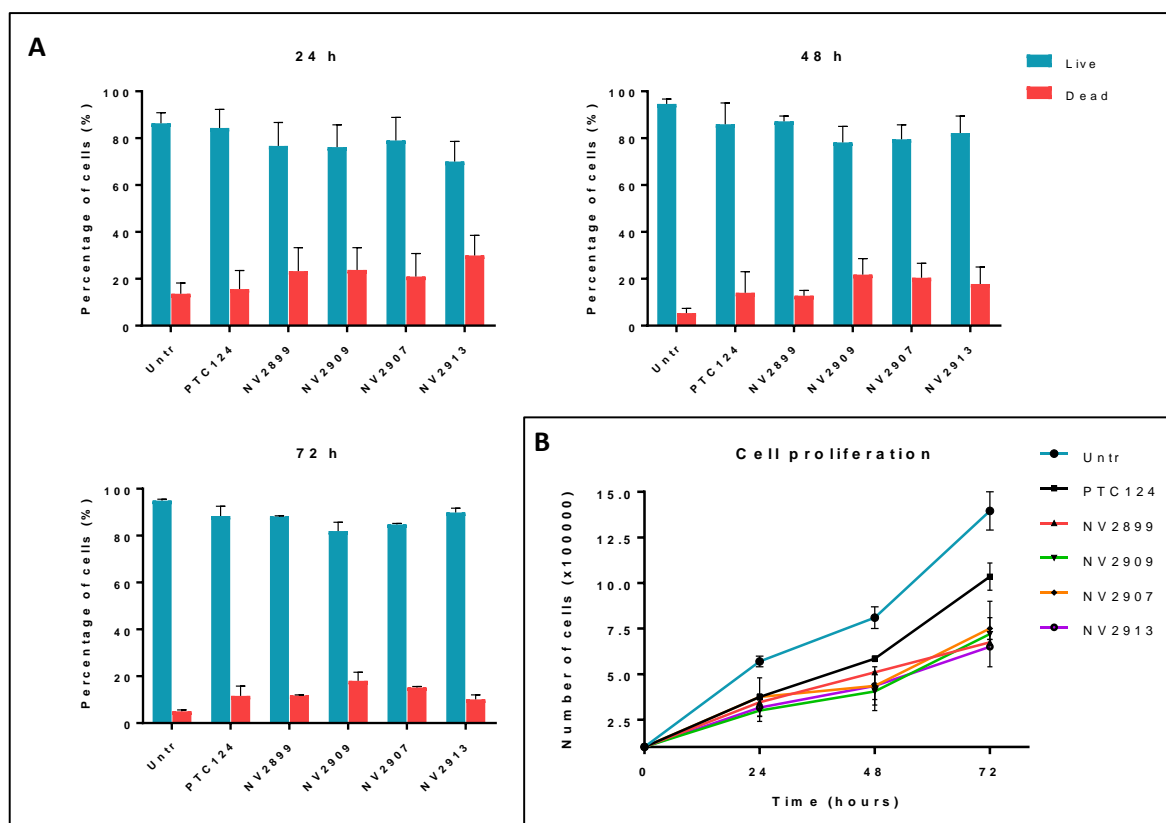 A
24 h
Percentage of cells (%)
100
80
60
40
20
0
Untr
PTC124
NV2899
NV2909
NV2907
NV2913
48 h
Percentage of cells (%)
100
80
60
40
20
0
Untr
PTC124
NV2899
NV2909
NV2907
NV2913
Live
Dead
72 h
Percentage of cells (%)
100
80
60
40
20
0
Untr
PTC124
NV2899
NV2909
NV2907
NV2913
B
Cell proliferation
Number of cells (x100000)
15.0
12.5
10.0
7.5
5.0
2.5
0
24
48
72
Time (hours)
Untr
PTC124
NV2899
NV2909
NV2907
NV2913